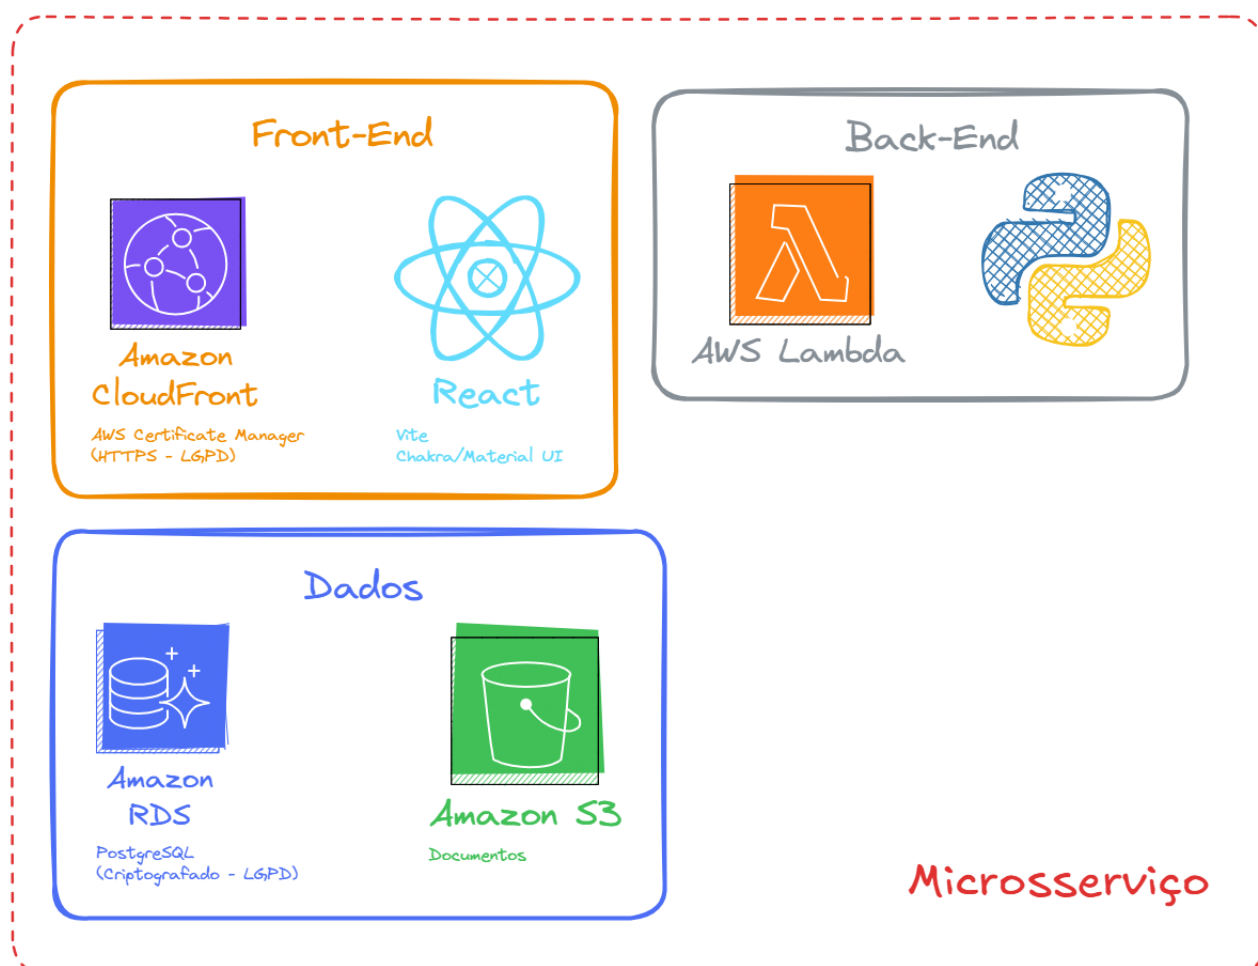 Front-End
Amazon
CloudFront
AWS Certificate Manager
(HTTPS - LGPD)
React
Vite
Chakra/Material UI
Back-End
AWS Lambda
Dados
Amazon
RDS
PostgreSQL
(Criptografado - LGPD)
Amazon S3
Documentos
Microsserviço